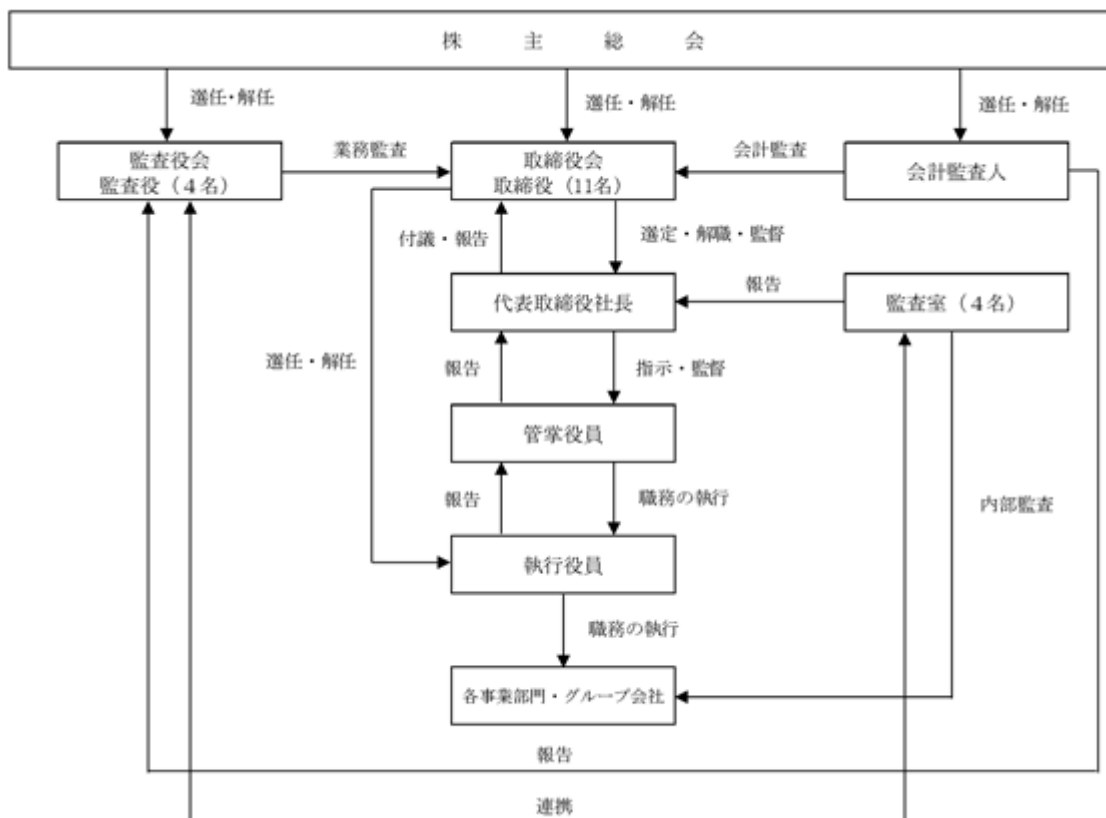 株主総会
選任・解任
選任・解任
選任・解任
監査役会
監査役（４名）
業務監査
取締役会
取締役（11名）
会計監査
会計監査人
付議・報告
選定・解職・監督
代表取締役社長
報告
監査室（４名）
選任・解任
報告
指示・監督
管掌役員
報告
職務の執行
内部監査
執行役員
職務の執行
各事業部門・グループ会社
報告
連携